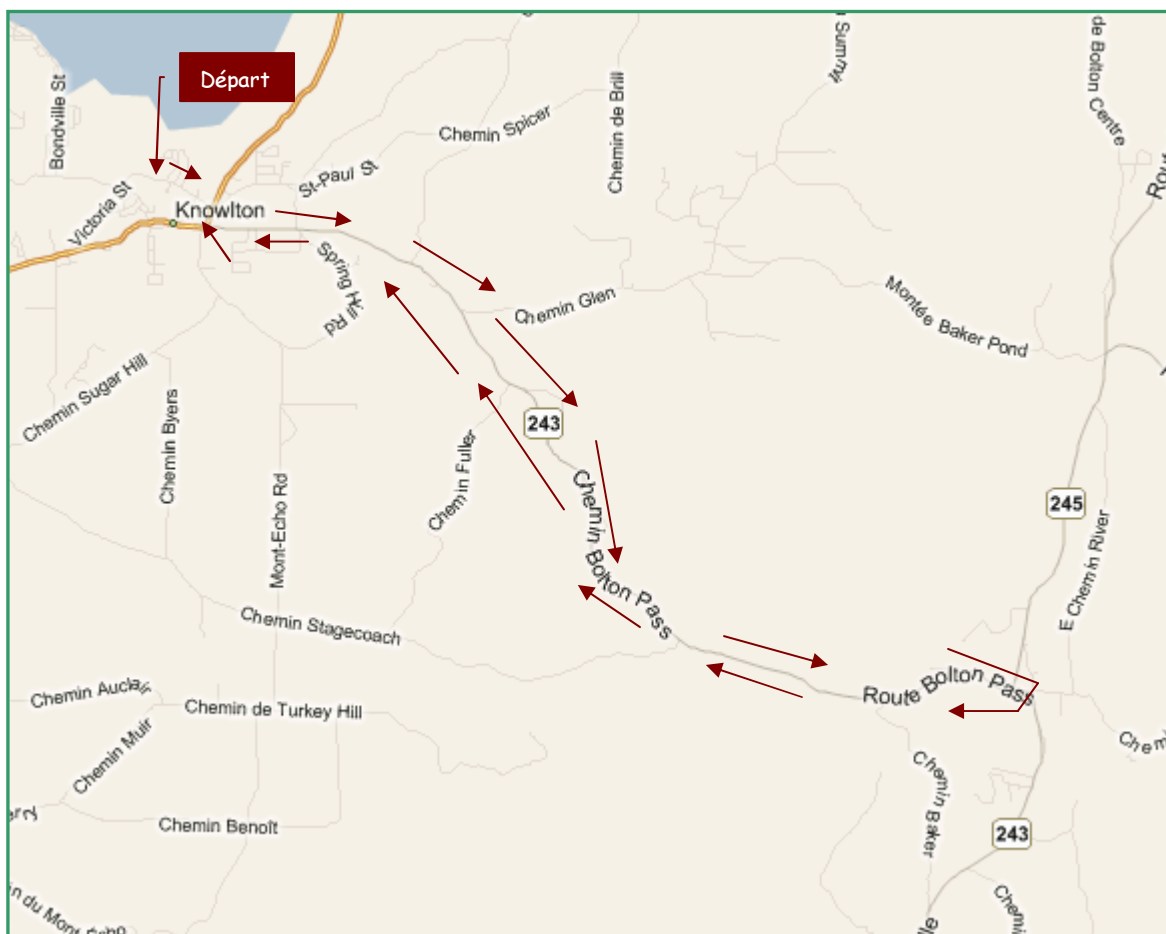 Départ
Bondville St
Victoria St
Knowlton
St-Paul St
Chemin Spicer
Chemin de Brill
Summit
de Bolton Centre
Spring Hill Rd
Chemin Glen
Montée Baker Pond
Chemin Sugar Hill
Chemin Byers
Mont-Echo Rd
Chemin Fuller
243
Chemin Bolton Pass
245
E Chemin River
Chemin Stagecoach
Route Bolton Pass
Chemin Auclair
Chemin de Turkey Hill
Chemin Muir
Chemin Benoît
Chemin Baker
243